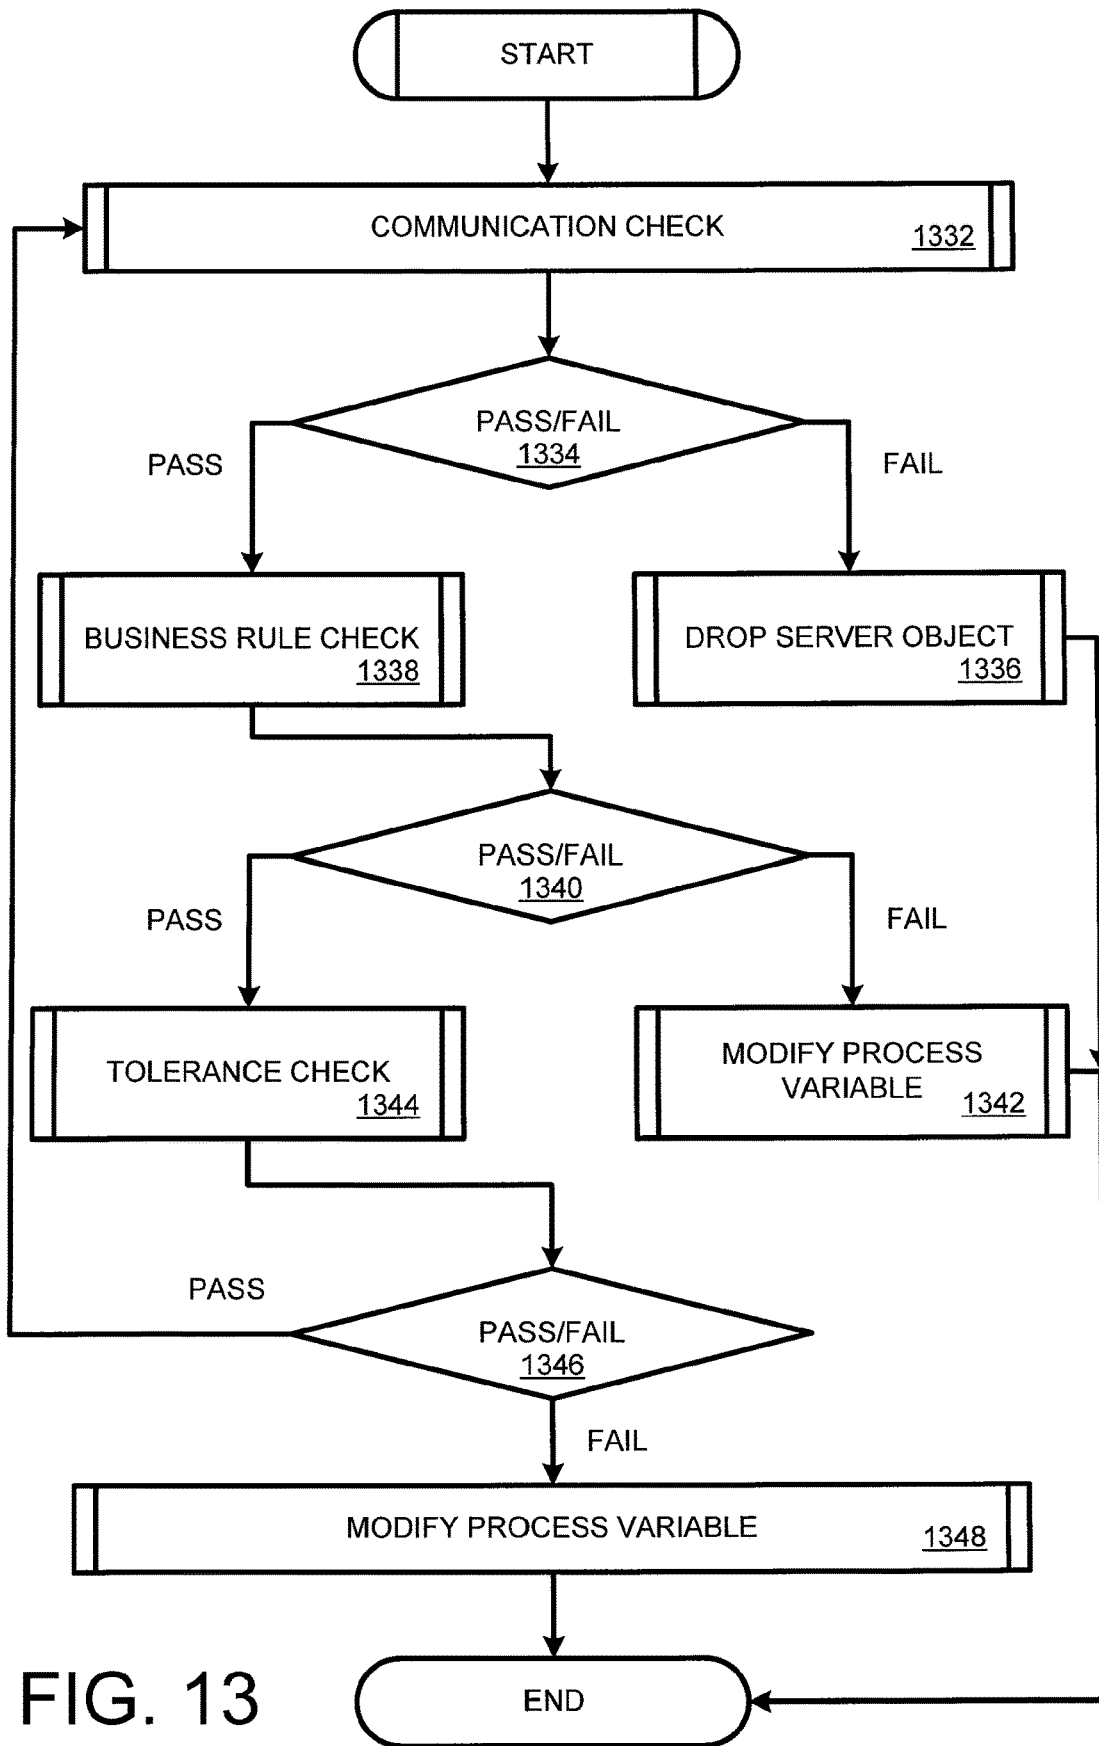 START
COMMUNICATION CHECK
1332
PASS/FAIL
1334
PASS
FAIL
BUSINESS RULE CHECK
1338
DROP SERVER OBJECT
1336
PASS/FAIL
1340
PASS
FAIL
TOLERANCE CHECK
1344
MODIFY PROCESS
VARIABLE
1342
PASS
PASS/FAIL
1346
FAIL
MODIFY PROCESS VARIABLE
1348
END
FIG. 13